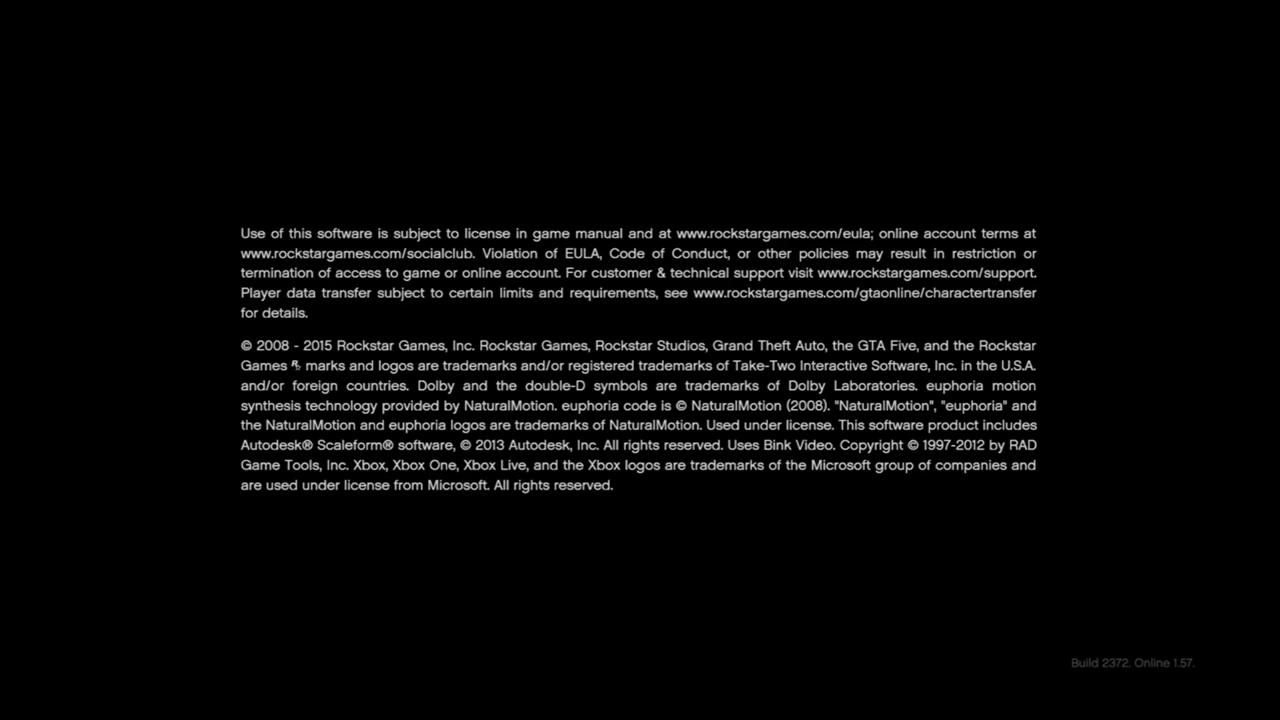 Use of this software is subject to license in game manual and at www.rockstargames.com/eula; online account terms at
www.rockstargames.com/socialclub. Violation of EULA, Code of Conduct, or other policies may result in restriction or
termination of access to game or online account. For customer & technical support visit www.rockstargames.com/support.
Player data transfer subject to certain limits and requirements, see www.rockstargames.com/gtaonline/charactertransfer
for details.
© 2008 - 2015 Rockstar Games, Inc. Rockstar Games, Rockstar Studios, Grand Theft Auto, the GTA Five, and the Rockstar
Games R* marks and logos are trademarks and/or registered trademarks of Take-Two Interactive Software, Inc. in the U.S.A.
and/or foreign countries. Dolby and the double-D symbols are trademarks of Dolby Laboratories. euphoria motion
synthesis technology provided by NaturalMotion. euphoria code is © NaturalMotion (2008). "NaturalMotion", "euphoria" and
the NaturalMotion and euphoria logos are trademarks of NaturalMotion. Used under license. This software product includes
Autodesk® Scaleform® software, © 2013 Autodesk, Inc. All rights reserved. Uses Bink Video. Copyright © 1997-2012 by RAD
Game Tools, Inc. Xbox, Xbox One, Xbox Live, and the Xbox logos are trademarks of the Microsoft group of companies and
are used under license from Microsoft. All rights reserved.
Build 2372. Online 1.57.